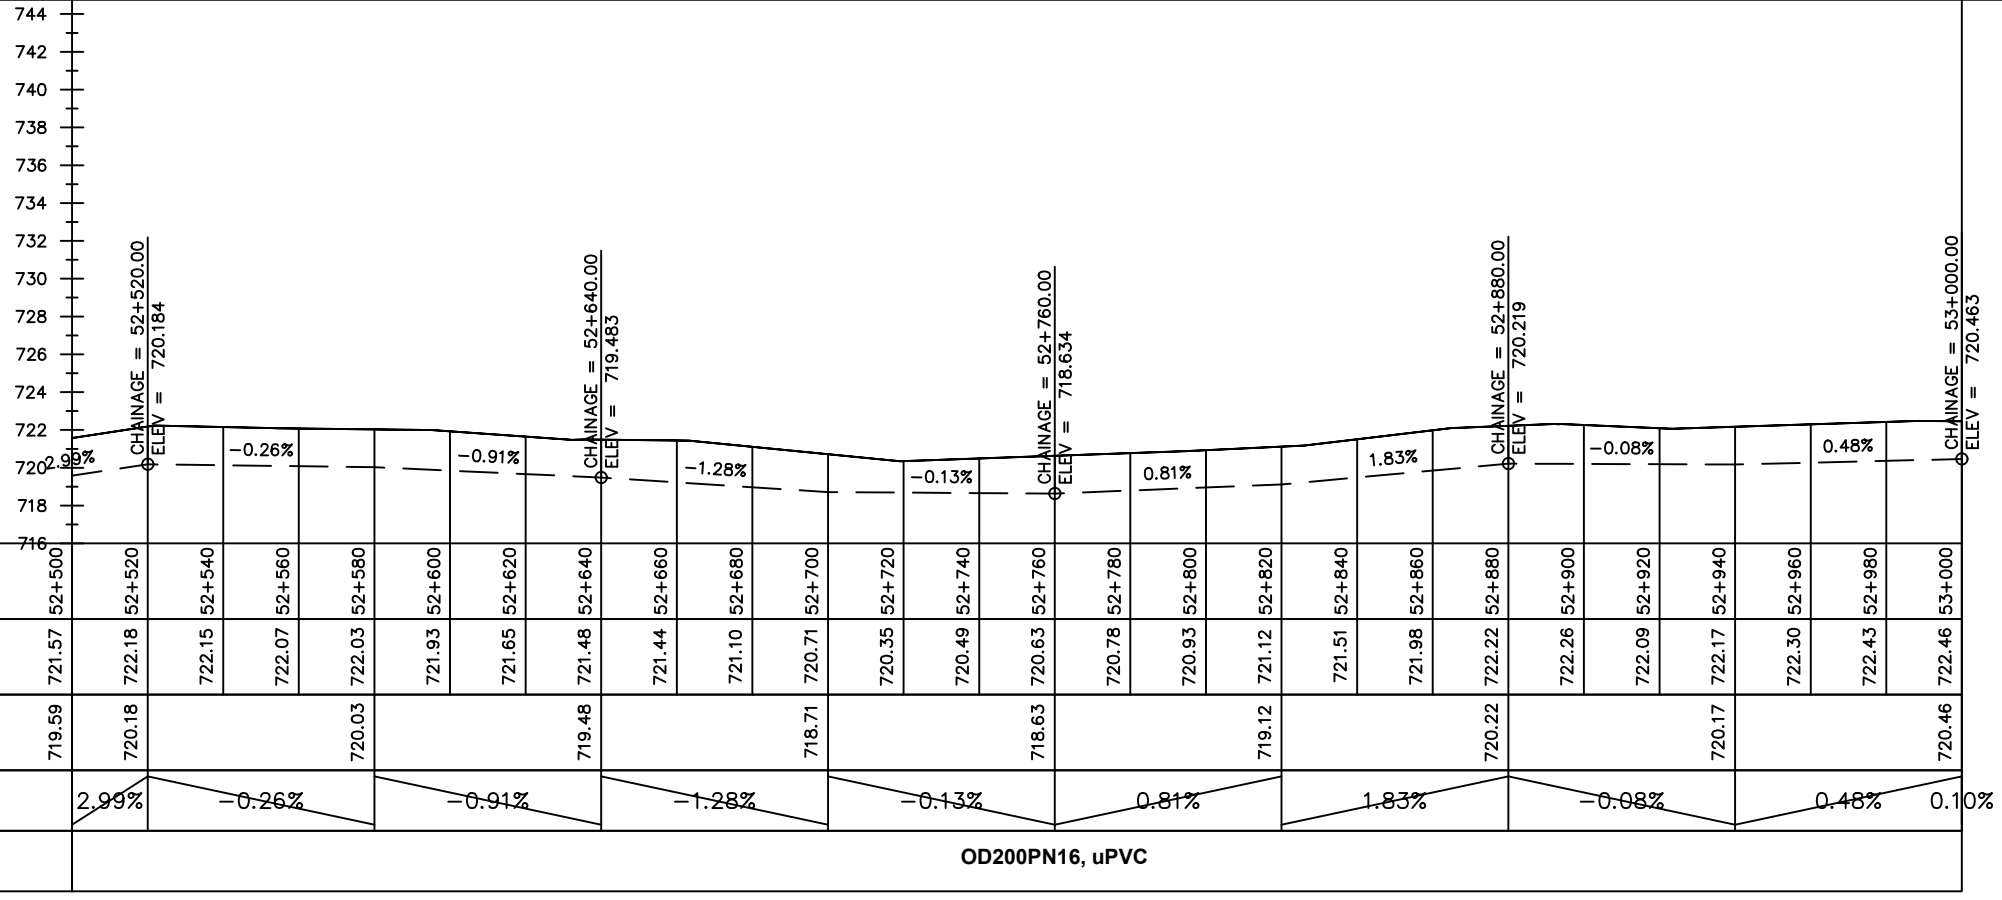 744
742
740
738
736
734
732
730
728
726
724
722
720
718
716
CHAINAGE = 52+520.00
ELEV = 720.184
CHAINAGE = 52+640.00
ELEV = 719.483
CHAINAGE = 52+760.00
ELEV = 718.634
CHAINAGE = 52+880.00
ELEV = 720.219
CHAINAGE = 53+000.00
ELEV = 720.463
2.99% -0.26% -0.91% -1.28% -0.13% 0.81% 1.83% -0.08% 0.48%
52+500 52+520 52+540 52+560 52+580 52+600 52+620 52+640 52+660 52+680 52+700 52+720 52+740 52+760 52+780 52+800 52+820 52+840 52+860 52+880 52+900 52+920 52+940 52+960 52+980 53+000
721.57 722.18 722.15 722.07 722.03 721.93 721.65 721.48 721.44 721.10 720.71 720.35 720.49 720.63 720.78 720.93 721.12 721.51 721.98 722.22 722.26 722.09 722.17 722.30 722.43 722.46
719.59 720.18 720.03 719.48 718.71 718.63 719.12 720.22 720.17 720.46
2.99% -0.26% -0.91% -1.28% -0.13% 0.81% 1.83% -0.08% 0.48% 0.10%
OD200PN16, uPVC